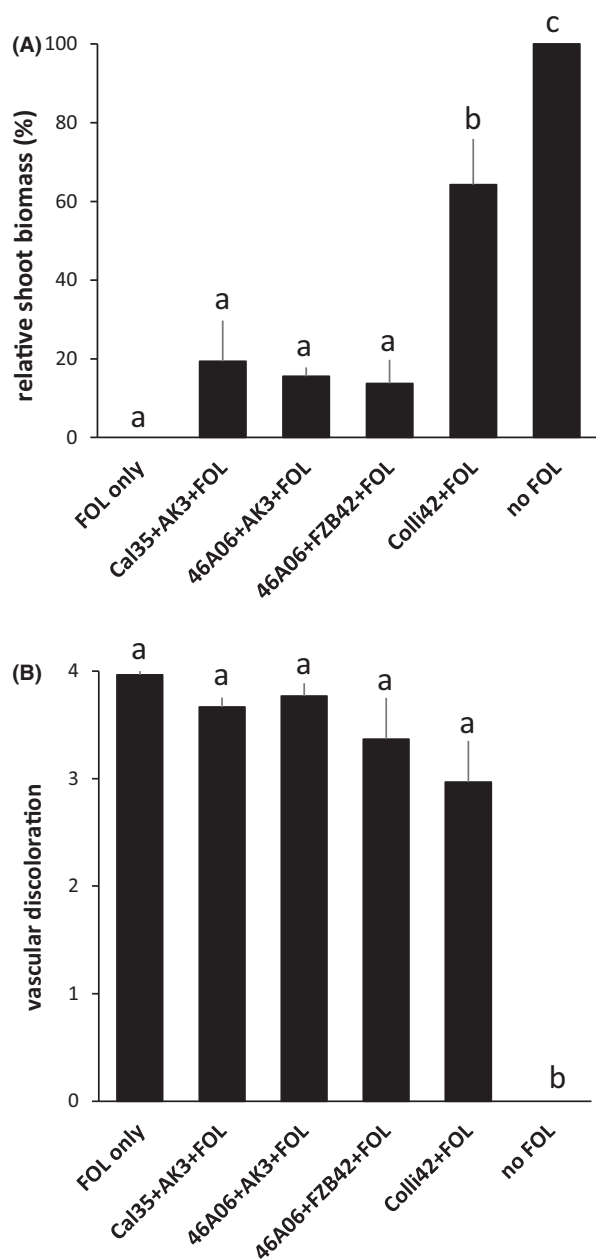 (A)
relative shoot biomass (%)
100
80
60
40
20
0
a
a
a
a
b
c
FOL only
Cal35+AK3+FOL
46A06+AK3+FOL
46A06+FZB42+FOL
Colli42+FOL
no FOL
(B)
vascular discoloration
4
3
2
1
0
a
a
a
a
a
b
FOL only
Cal35+AK3+FOL
46A06+AK3+FOL
46A06+FZB42+FOL
Colli42+FOL
no FOL